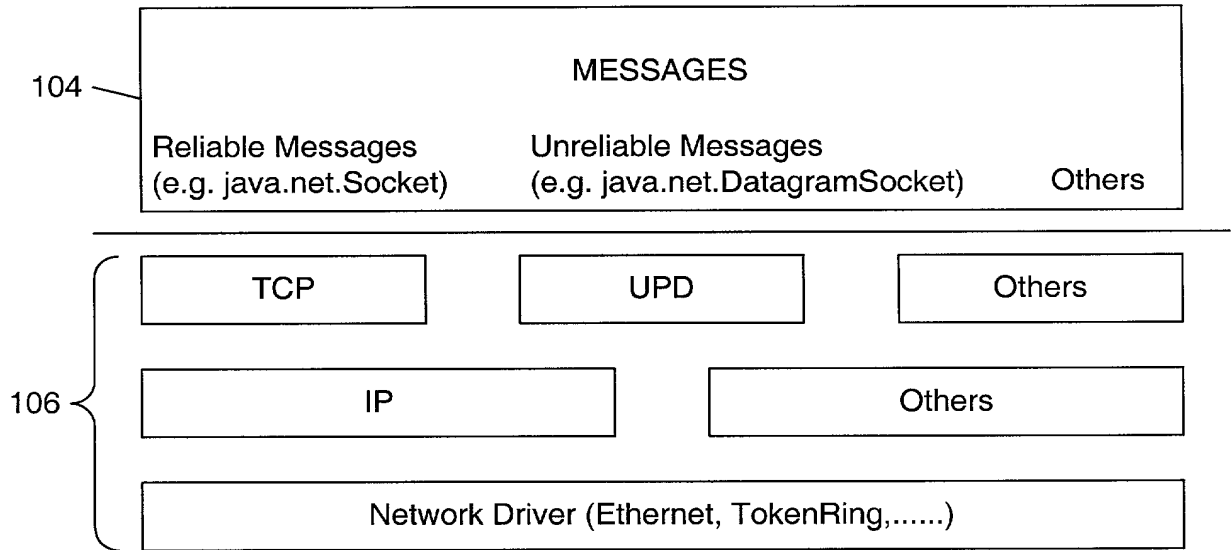 MESSAGES
104
Reliable Messages
(e.g. java.net.Socket)
Unreliable Messages
(e.g. java.net.DatagramSocket)
Others
TCP
UPD
Others
106
IP
Others
Network Driver (Ethernet, TokenRing,......)